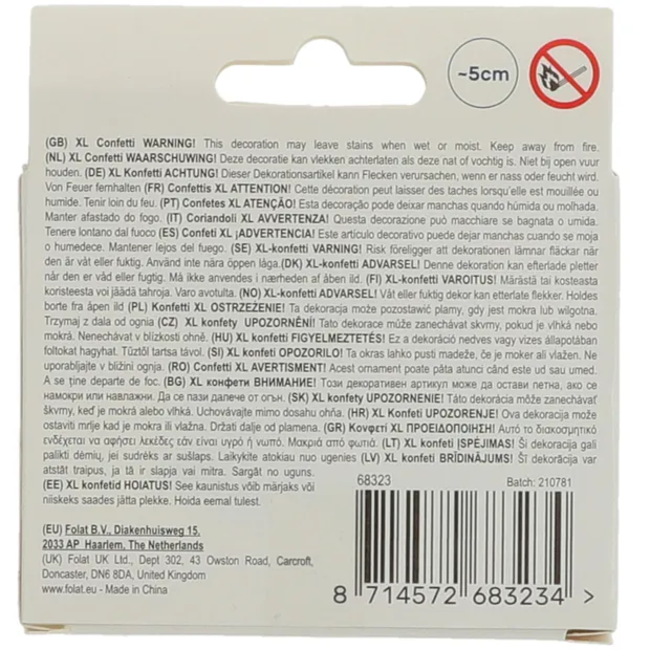 ~5cm
(GB) XL Confetti WARNING! This decoration may leave stains when wet or moist. Keep away from fire.
(NL) XL Confetti WAARSCHUWING! Deze decoratie kan vlekken achterlaten als deze nat of vochtig is. Niet bij open vuur
houden. (DE) XL Konfetti ACHTUNG! Dieser Dekorationsartikel kann Flecken verursachen, wenn er nass oder feucht wird.
Von Feuer fernhalten (FR) Confettis XL ATTENTION! Cette décoration peut laisser des taches lorsqu'elle est mouillée ou
humide. Tenir loin du feu. (PT) Confetes XL ATENÇÃO! Esta decoração pode deixar manchas quando húmida ou molhada.
Manter afastado do fogo. (IT) Coriandoli XL AVVERTENZA! Questa decorazione può macchiare se bagnata o umida.
Tenere lontano dal fuoco (ES) Confeti XL ¡ADVERTENCIA! Este articulo decorativo puede dejar manchas cuando se moja
o humedece. Mantener lejos del fuego. (SE) XL-konfetti VARNING! Risk föreligger att dekorationen lämnar fläckar när
den är våt eller fuktig. Använd inte nära öppen låga.(DK) XL-konfetti ADVARSEL! Denne dekoration kan efterlade pletter
når den er våd eller fugtig. Må ikke anvendes i nærheden af åben ild. (FI) XL-konfetti VAROITUS! Märästä tai kosteasta
koristeesta voi jäädä tahroja. Varo avotulta. (NO) XL-konfetti ADVARSEL! Våt eller fuktig dekor kan etterlate flekker. Holdes
borte fra åpen ild (PL) Konfetti XL OSTRZEŻENIE! Ta dekoracja może pozostawić plamy, gdy jest mokra lub wilgotna.
Trzymaj z dala od ognia (CZ) XL konfety UPOZORNĚNÍ! Tato dekorace může zanechávat skvrny, pokud je vlhká nebo
mokrá. Nenechávat v blízkosti ohně. (HU) XL konfetti FIGYELMEZTETÉS! Ez a dekoráció nedves vagy vizes állapotában
foltokat hagyhat. Tűztől tartsa távol. (SI) XL konfeti OPOZORILO! Ta okras lahko pusti madeže, če je moker ali vlažen. Ne
uporabljajte v bližini ognja. (RO) Confetti XL AVERTISMENT! Acest ornament poate păta atunci când este ud sau umed.
A se ține departe de foc. (BG) XL конфети ВНИМАНИЕ! Този декоративен артикул може да остави петна, ако се
намокри или навлажни. Да се пази далече от огън. (SK) XL konfety UPOZORNENIE! Táto dekorácia môže zanechávať
škvrny, keď je mokrá alebo vlhká. Uchovávajte mimo dosahu ohňa. (HR) XL Konfeti UPOZORENJE! Ova dekoracija može
ostaviti mrlje kad je mokra ili vlažna. Držati dalje od plamena. (GR) Κονφετί XL ΠΡΟΕΙΔΟΠΟΙΗΣΗ! Αυτό το διακοσμητικό
ενδέχεται να αφήσει λεκέδες εάν είναι υγρό ή νωπό. Μακριά από φωτιά. (LT) XL konfeti ĮSPĖJIMAS! Ši dekoracija gali
palikti dėmių, jei sudrėks ar sušlaps. Laikykite atokiau nuo ugnies (LV) XL konfeti BRĪDINĀJUMS! Šī dekorācija var
atstāt traipus, ja tā ir slapja vai mitra. Sargāt no uguns.
(EE) XL konfetid HOIATUS! See kaunistus võib märjaks või
niiskeks saades jätta plekke. Hoida eemal tulest.
68323 Batch: 210781
(EU) Folat B.V., Diakenhuisweg 15,
2033 AP Haarlem, The Netherlands
(UK) Folat UK Ltd., Dept 302, 43 Owston Road, Carcroft,
Doncaster, DN6 8DA, United Kingdom
www.folat.eu - Made in China
8 714572 683234 >